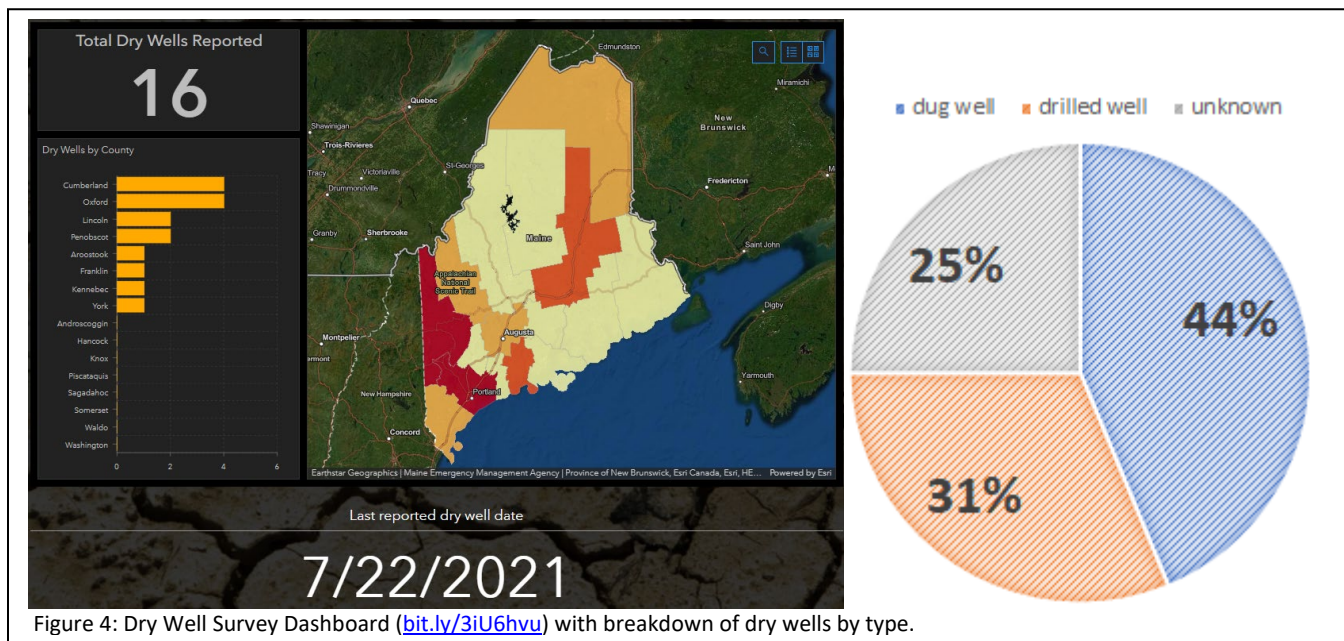 Total Dry Wells Reported
16
Dry Wells by County
Cumberland
Oxford
Lincoln
Penobscot
Aroostook
Franklin
Kennebec
York
Androscoggin
Hancock
Knox
Piscataquis
Sagadahoc
Somerset
Waldo
Washington
0 2 4 6
Edmundston
Miramichi
Quebec
New
Brunswick
Shawinigan
Trois-Rivieres
Tracy Victoriaville
St-Georges
Drummondville
Fredericton
Granby Sherbrooke
Maine
Saint John
Appalachian
National
Scenic Trail
Digby
Montpelier
Augusta
ermont
Yarmouth
New Hampshire
Portland
Concord
Earthstar Geographics | Maine Emergency Management Agency | Province of New Brunswick, Esri Canada, Esri, HE... Powered by Esri
Last reported dry well date
7/22/2021
dug well drilled well unknown
25%
44%
31%
Figure 4: Dry Well Survey Dashboard (bit.ly/3iU6hvu) with breakdown of dry wells by type.